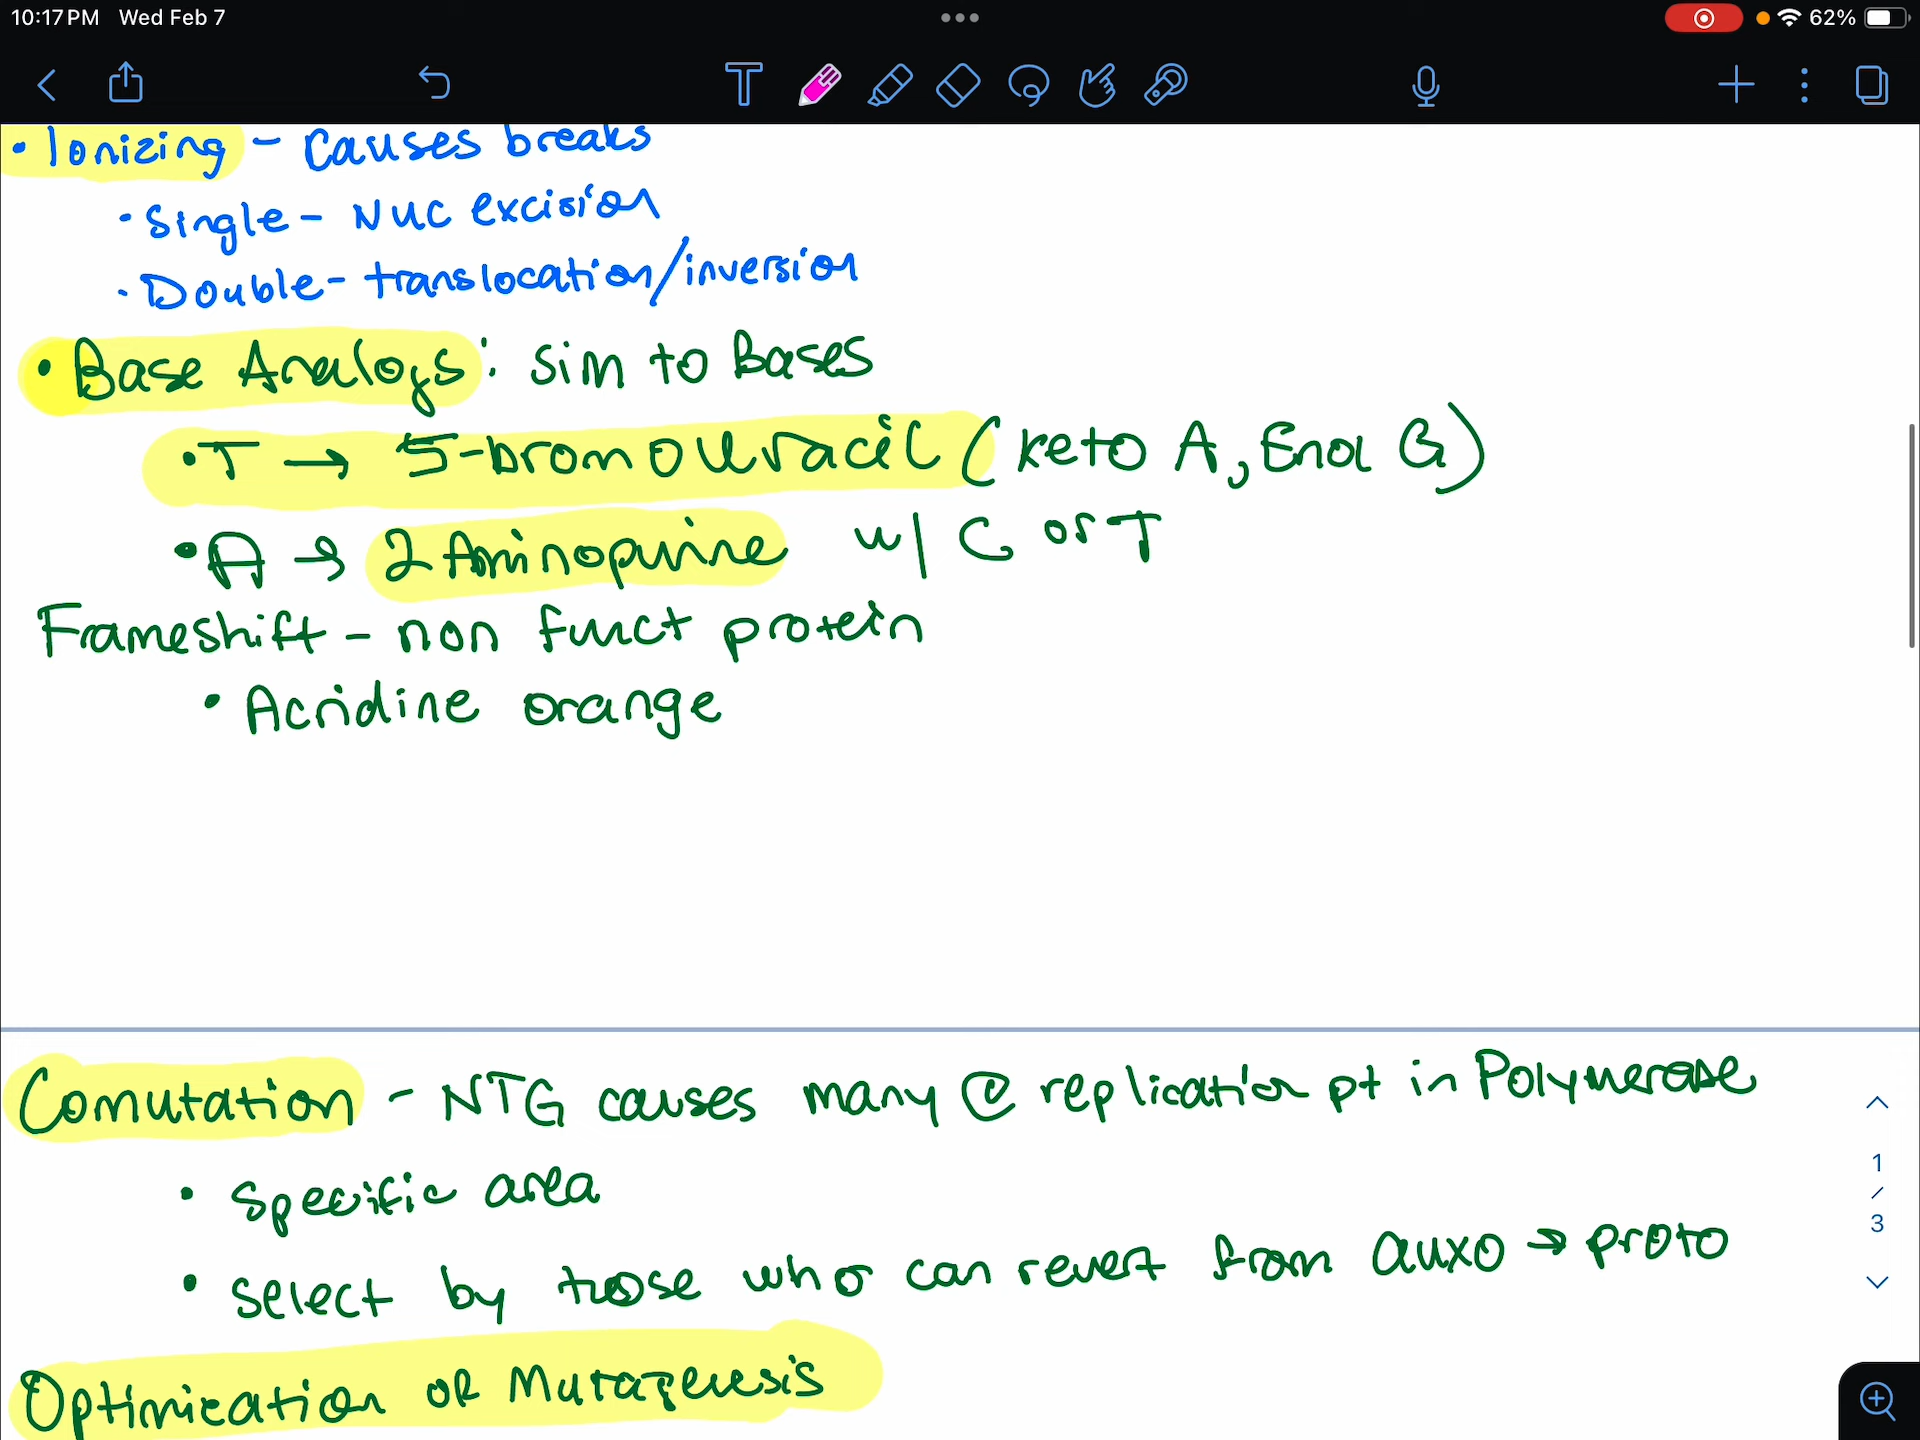 10:17 PM Wed Feb 7
62%
• Ionizing - causes breaks
• Single - Nuc excision
• Double - translocation/inversion
• Base Analogs: Sim to Bases
• T → 5-bromouracil (keto A, Enol G)
• A → 2 Aminopurine w/ C or T
Frameshift - non funct protein
• Acridine orange
Comutation - NTG causes many @ replication pt in Polymerase
• Specific area
• select by those who can revert from auxo → proto
Optimization of Mutagenesis
1
/
3